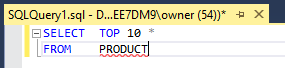 SQLQuery1.sql - D...EE7DM9\owner (54))*
SELECT TOP 10 *
FROM PRODUCT